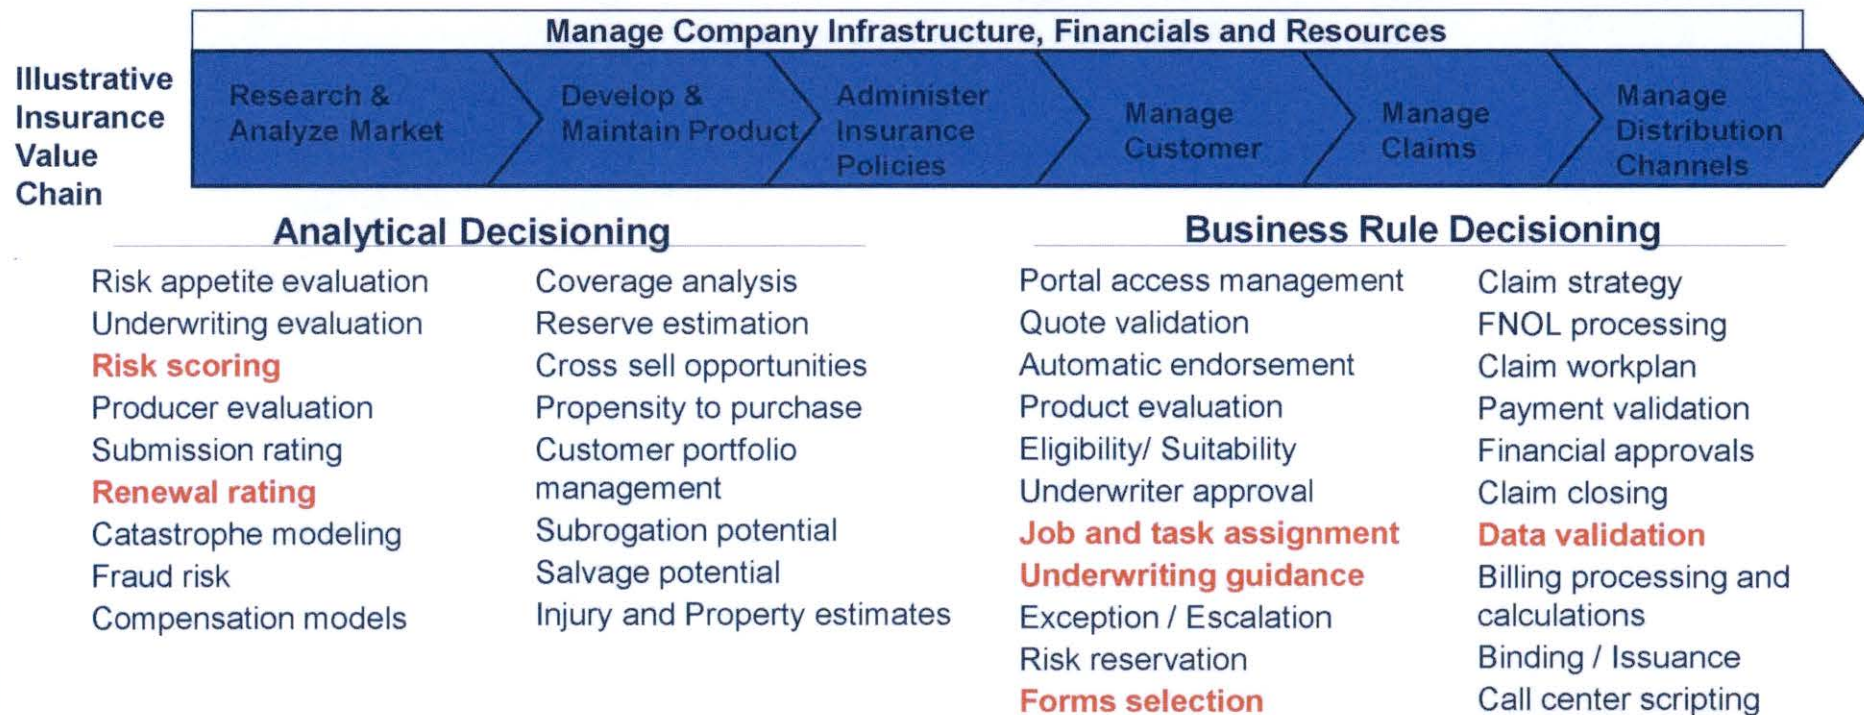 Manage Company Infrastructure, Financials and Resources
Illustrative
Insurance
Value
Chain
Research &
Analyze Market
Develop &
Maintain Product
Administer
Insurance
Policies
Manage
Customer
Manage
Claims
Manage
Distribution
Channels
Analytical Decisioning
Risk appetite evaluation
Underwriting evaluation
Risk scoring
Producer evaluation
Submission rating
Renewal rating
Catastrophe modeling
Fraud risk
Compensation models
Coverage analysis
Reserve estimation
Cross sell opportunities
Propensity to purchase
Customer portfolio
management
Subrogation potential
Salvage potential
Injury and Property estimates
Business Rule Decisioning
Portal access management
Quote validation
Automatic endorsement
Product evaluation
Eligibility/ Suitability
Underwriter approval
Job and task assignment
Underwriting guidance
Exception / Escalation
Risk reservation
Forms selection
Claim strategy
FNOL processing
Claim workplan
Payment validation
Financial approvals
Claim closing
Data validation
Billing processing and
calculations
Binding / Issuance
Call center scripting